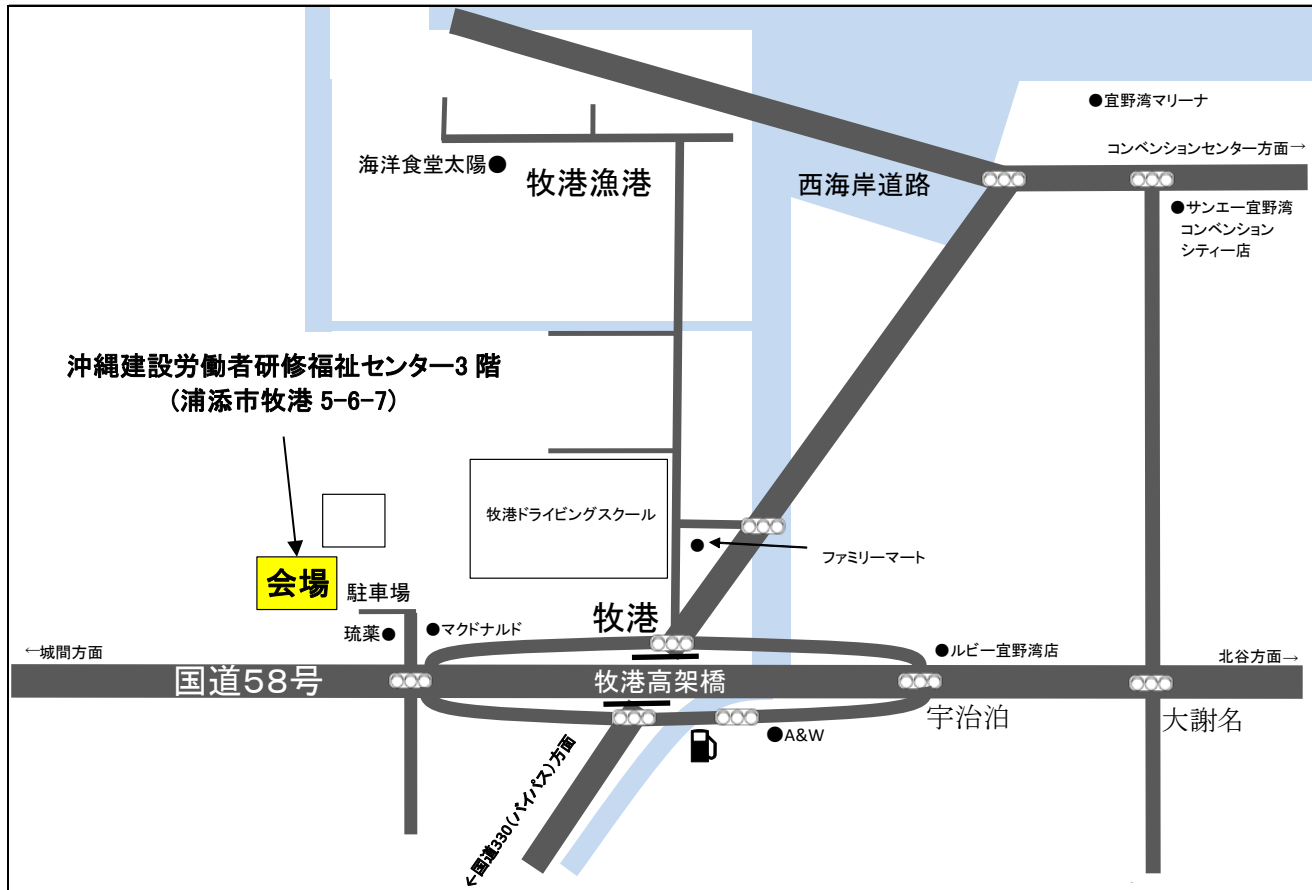 ●宜野湾マリーナ
コンベンションセンター方面→
海洋食堂太陽●
牧港漁港
西海岸道路
●サンエー宜野湾
コンベンション
シティー店
沖縄建設労働者研修福祉センター3 階
(浦添市牧港 5-6-7)
牧港ドライビングスクール
ファミリーマート
会場
駐車場
琉薬●
●マクドナルド
牧港
●ルビー宜野湾店
←城間方面
北谷方面→
国道58号
牧港高架橋
宇治泊
大謝名
●A&W
←国道330(バイパス)方面